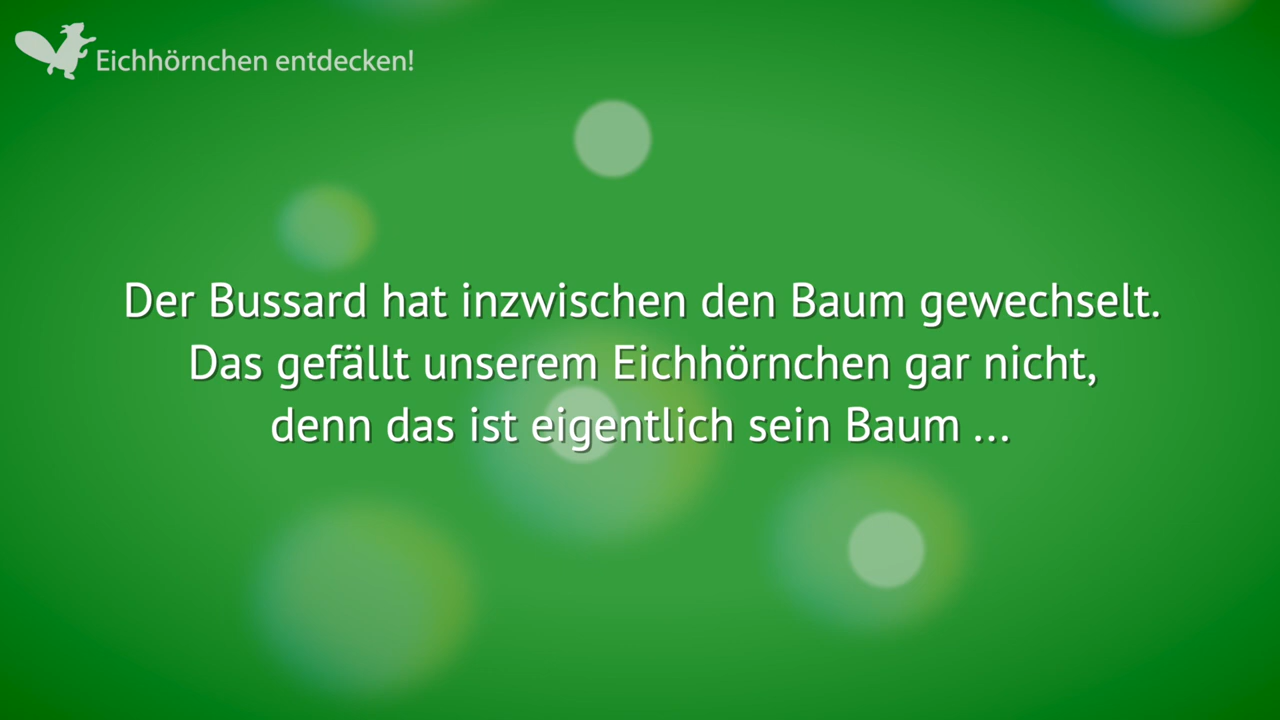 Eichhörnchen entdecken!
Der Bussard hat inzwischen den Baum gewechselt.
Das gefällt unserem Eichhörnchen gar nicht,
denn das ist eigentlich sein Baum ...